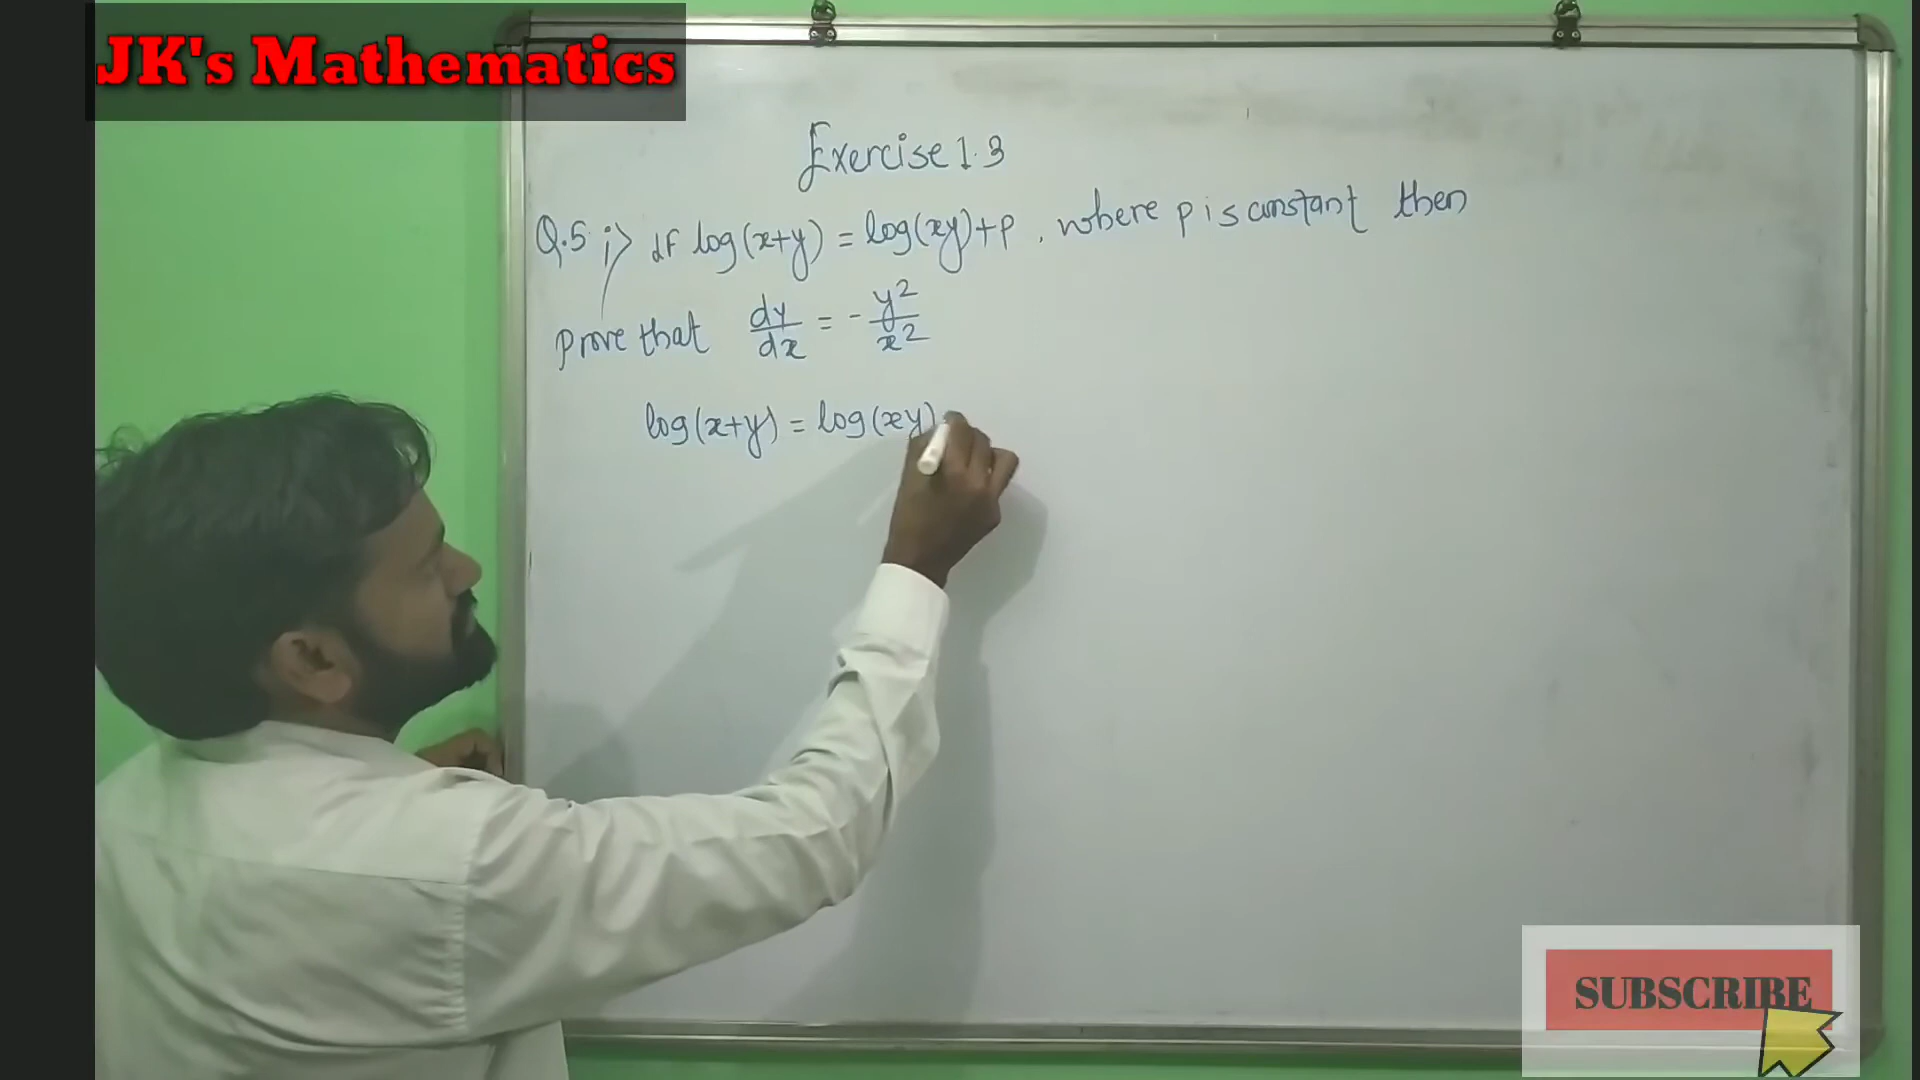 JK's Mathematics
Exercise 1.3
Q.5 i> If log(x+y) = log(xy)+p , where p is constant then
prove that dy/dx = - y²/x²
log(x+y) = log(xy)
SUBSCRIBE